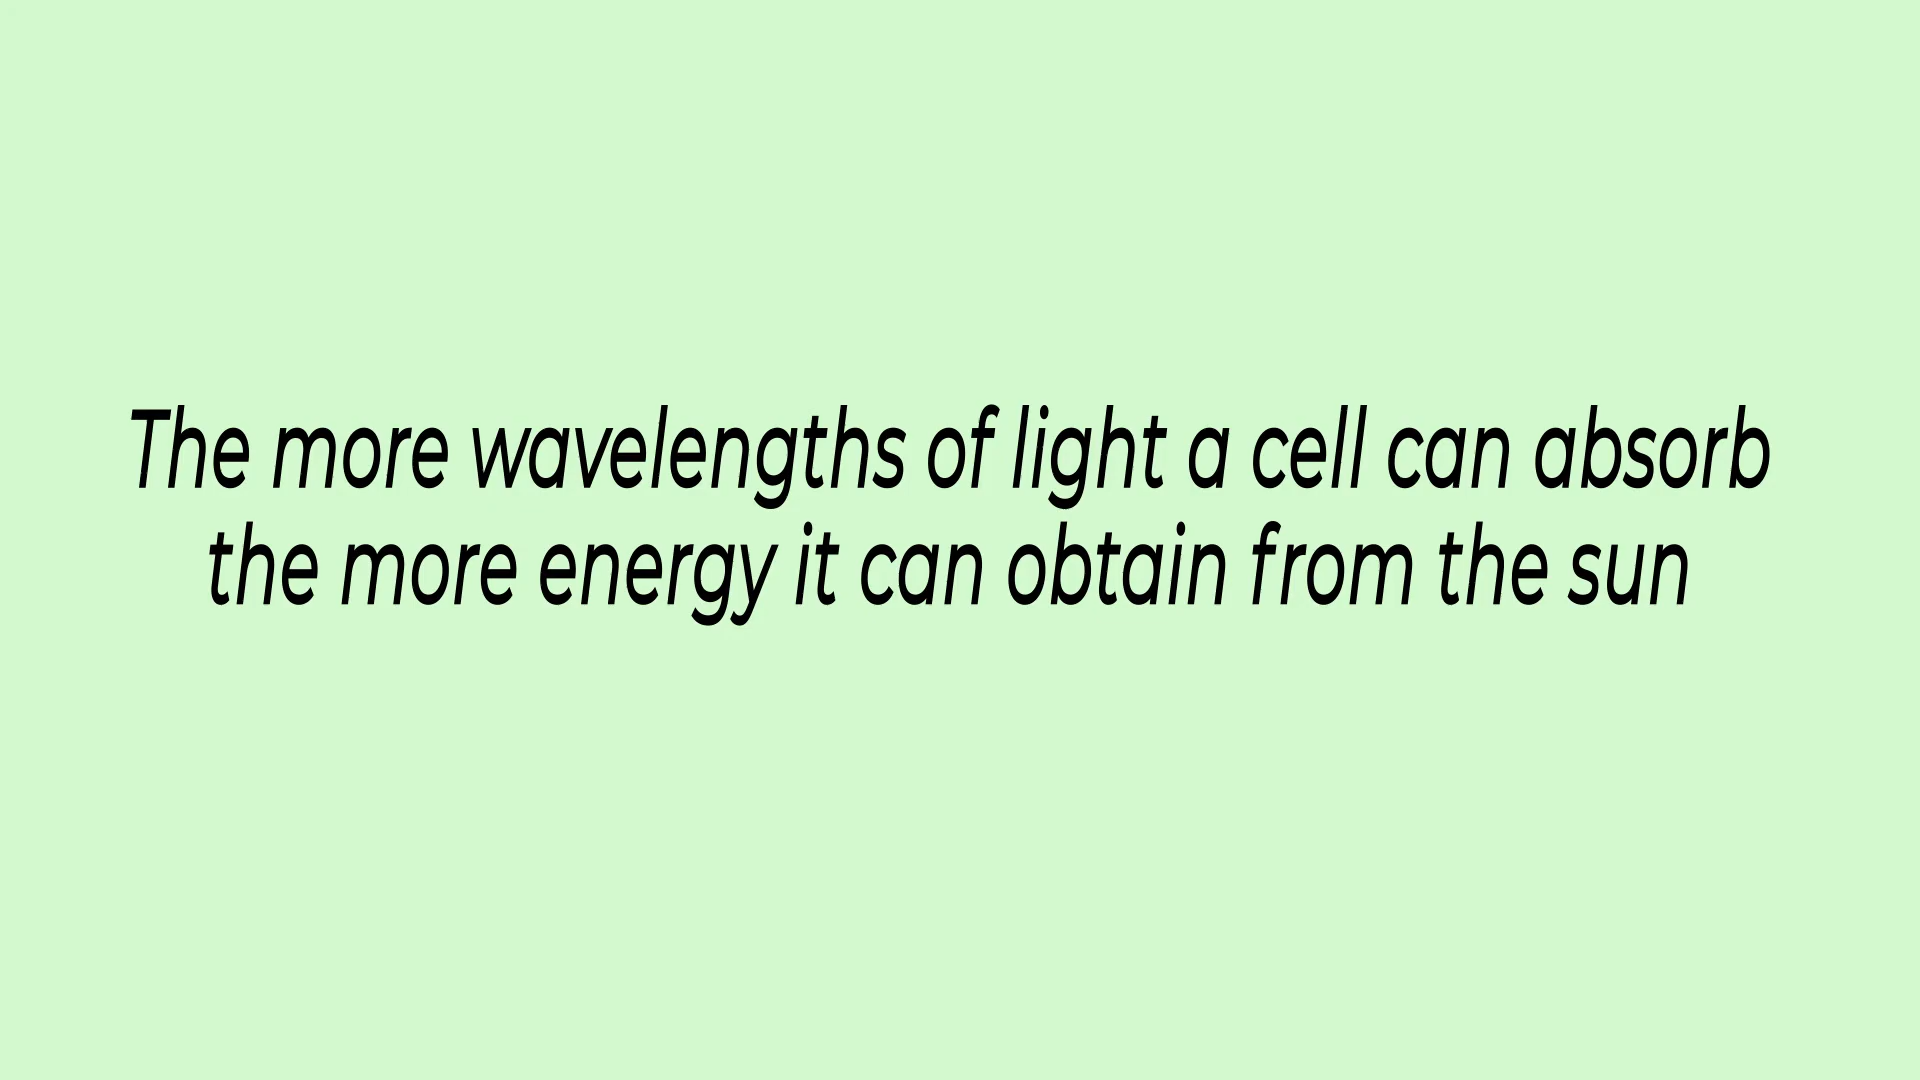 The more wavelengths of light a cell can absorb
the more energy it can obtain from the sun